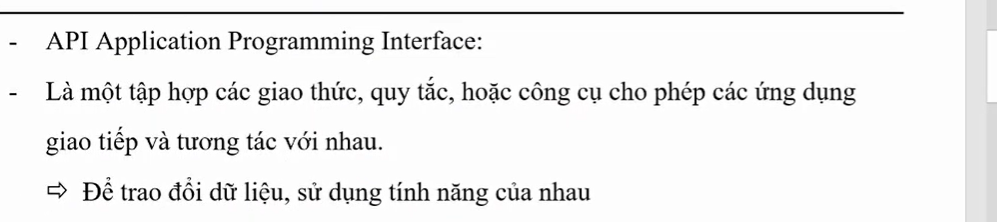 - API Application Programming Interface:
- Là một tập hợp các giao thức, quy tắc, hoặc công cụ cho phép các ứng dụng
giao tiếp và tương tác với nhau.
⇨ Để trao đổi dữ liệu, sử dụng tính năng của nhau